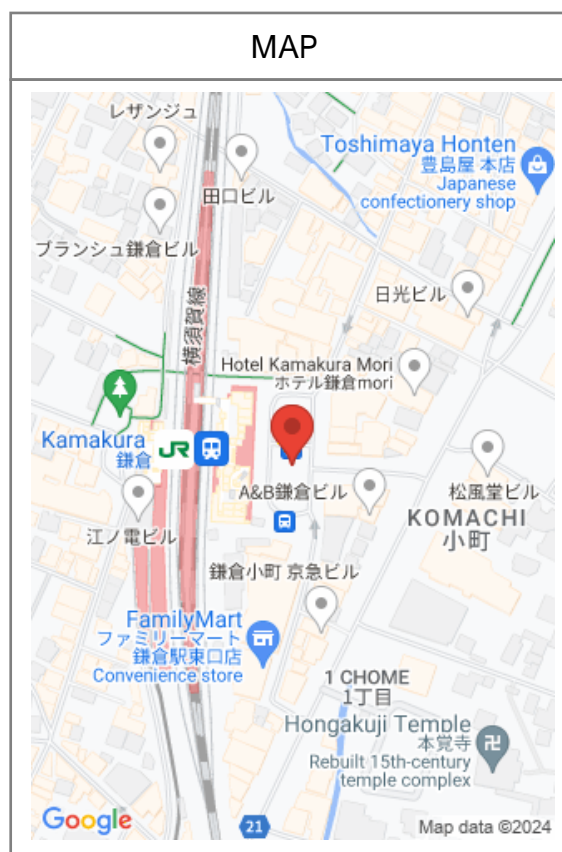 MAP
レザンジュ
Toshimaya Honten
豊島屋 本店
Japanese
confectionery shop
田口ビル
ブランシュ鎌倉ビル
日光ビル
横須賀線
Hotel Kamakura Mori
ホテル鎌倉mori
Kamakura
鎌倉
JR
A&B鎌倉ビル
松風堂ビル
KOMACHI
小町
江ノ電ビル
鎌倉小町 京急ビル
FamilyMart
ファミリーマート
鎌倉駅東口店
Convenience store
1 CHOME
1丁目
Hongakuji Temple
本覚寺
Rebuilt 15th-century
temple complex
Google
21
Map data ©2024